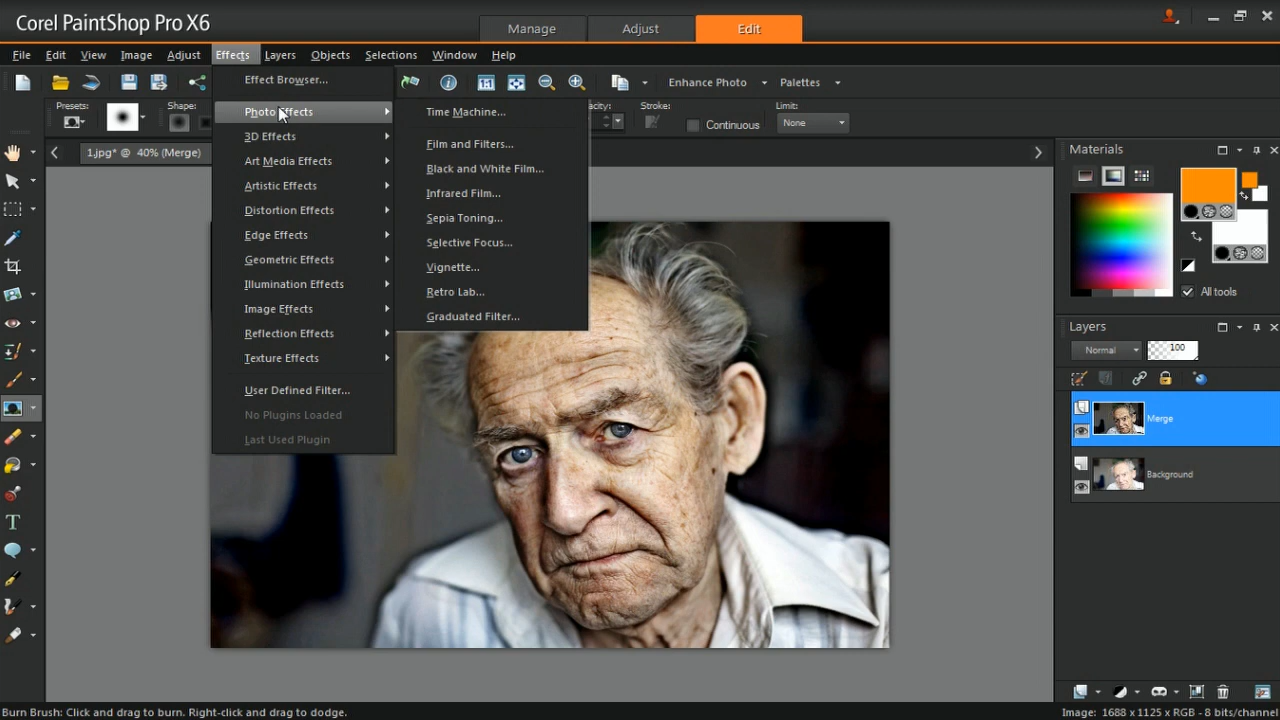 Corel PaintShop Pro X6
Manage
Adjust
Edit
File Edit View Image Adjust Effects Layers Objects Selections Window Help
Enhance Photo
Palettes
Presets:
Shape:
Stroke:
Continuous
Limit:
None
1.jpg* @ 40% (Merge)
Effect Browser...
Photo Effects
3D Effects
Art Media Effects
Artistic Effects
Distortion Effects
Edge Effects
Geometric Effects
Illumination Effects
Image Effects
Reflection Effects
Texture Effects
User Defined Filter...
No Plugins Loaded
Last Used Plugin
Time Machine...
Film and Filters...
Black and White Film...
Infrared Film...
Sepia Toning...
Selective Focus...
Vignette...
Retro Lab...
Graduated Filter...
Materials
All tools
Layers
Normal
100
Merge
Background
Burn Brush: Click and drag to burn. Right-click and drag to dodge.
Image: 1688 x 1125 x RGB - 8 bits/channel